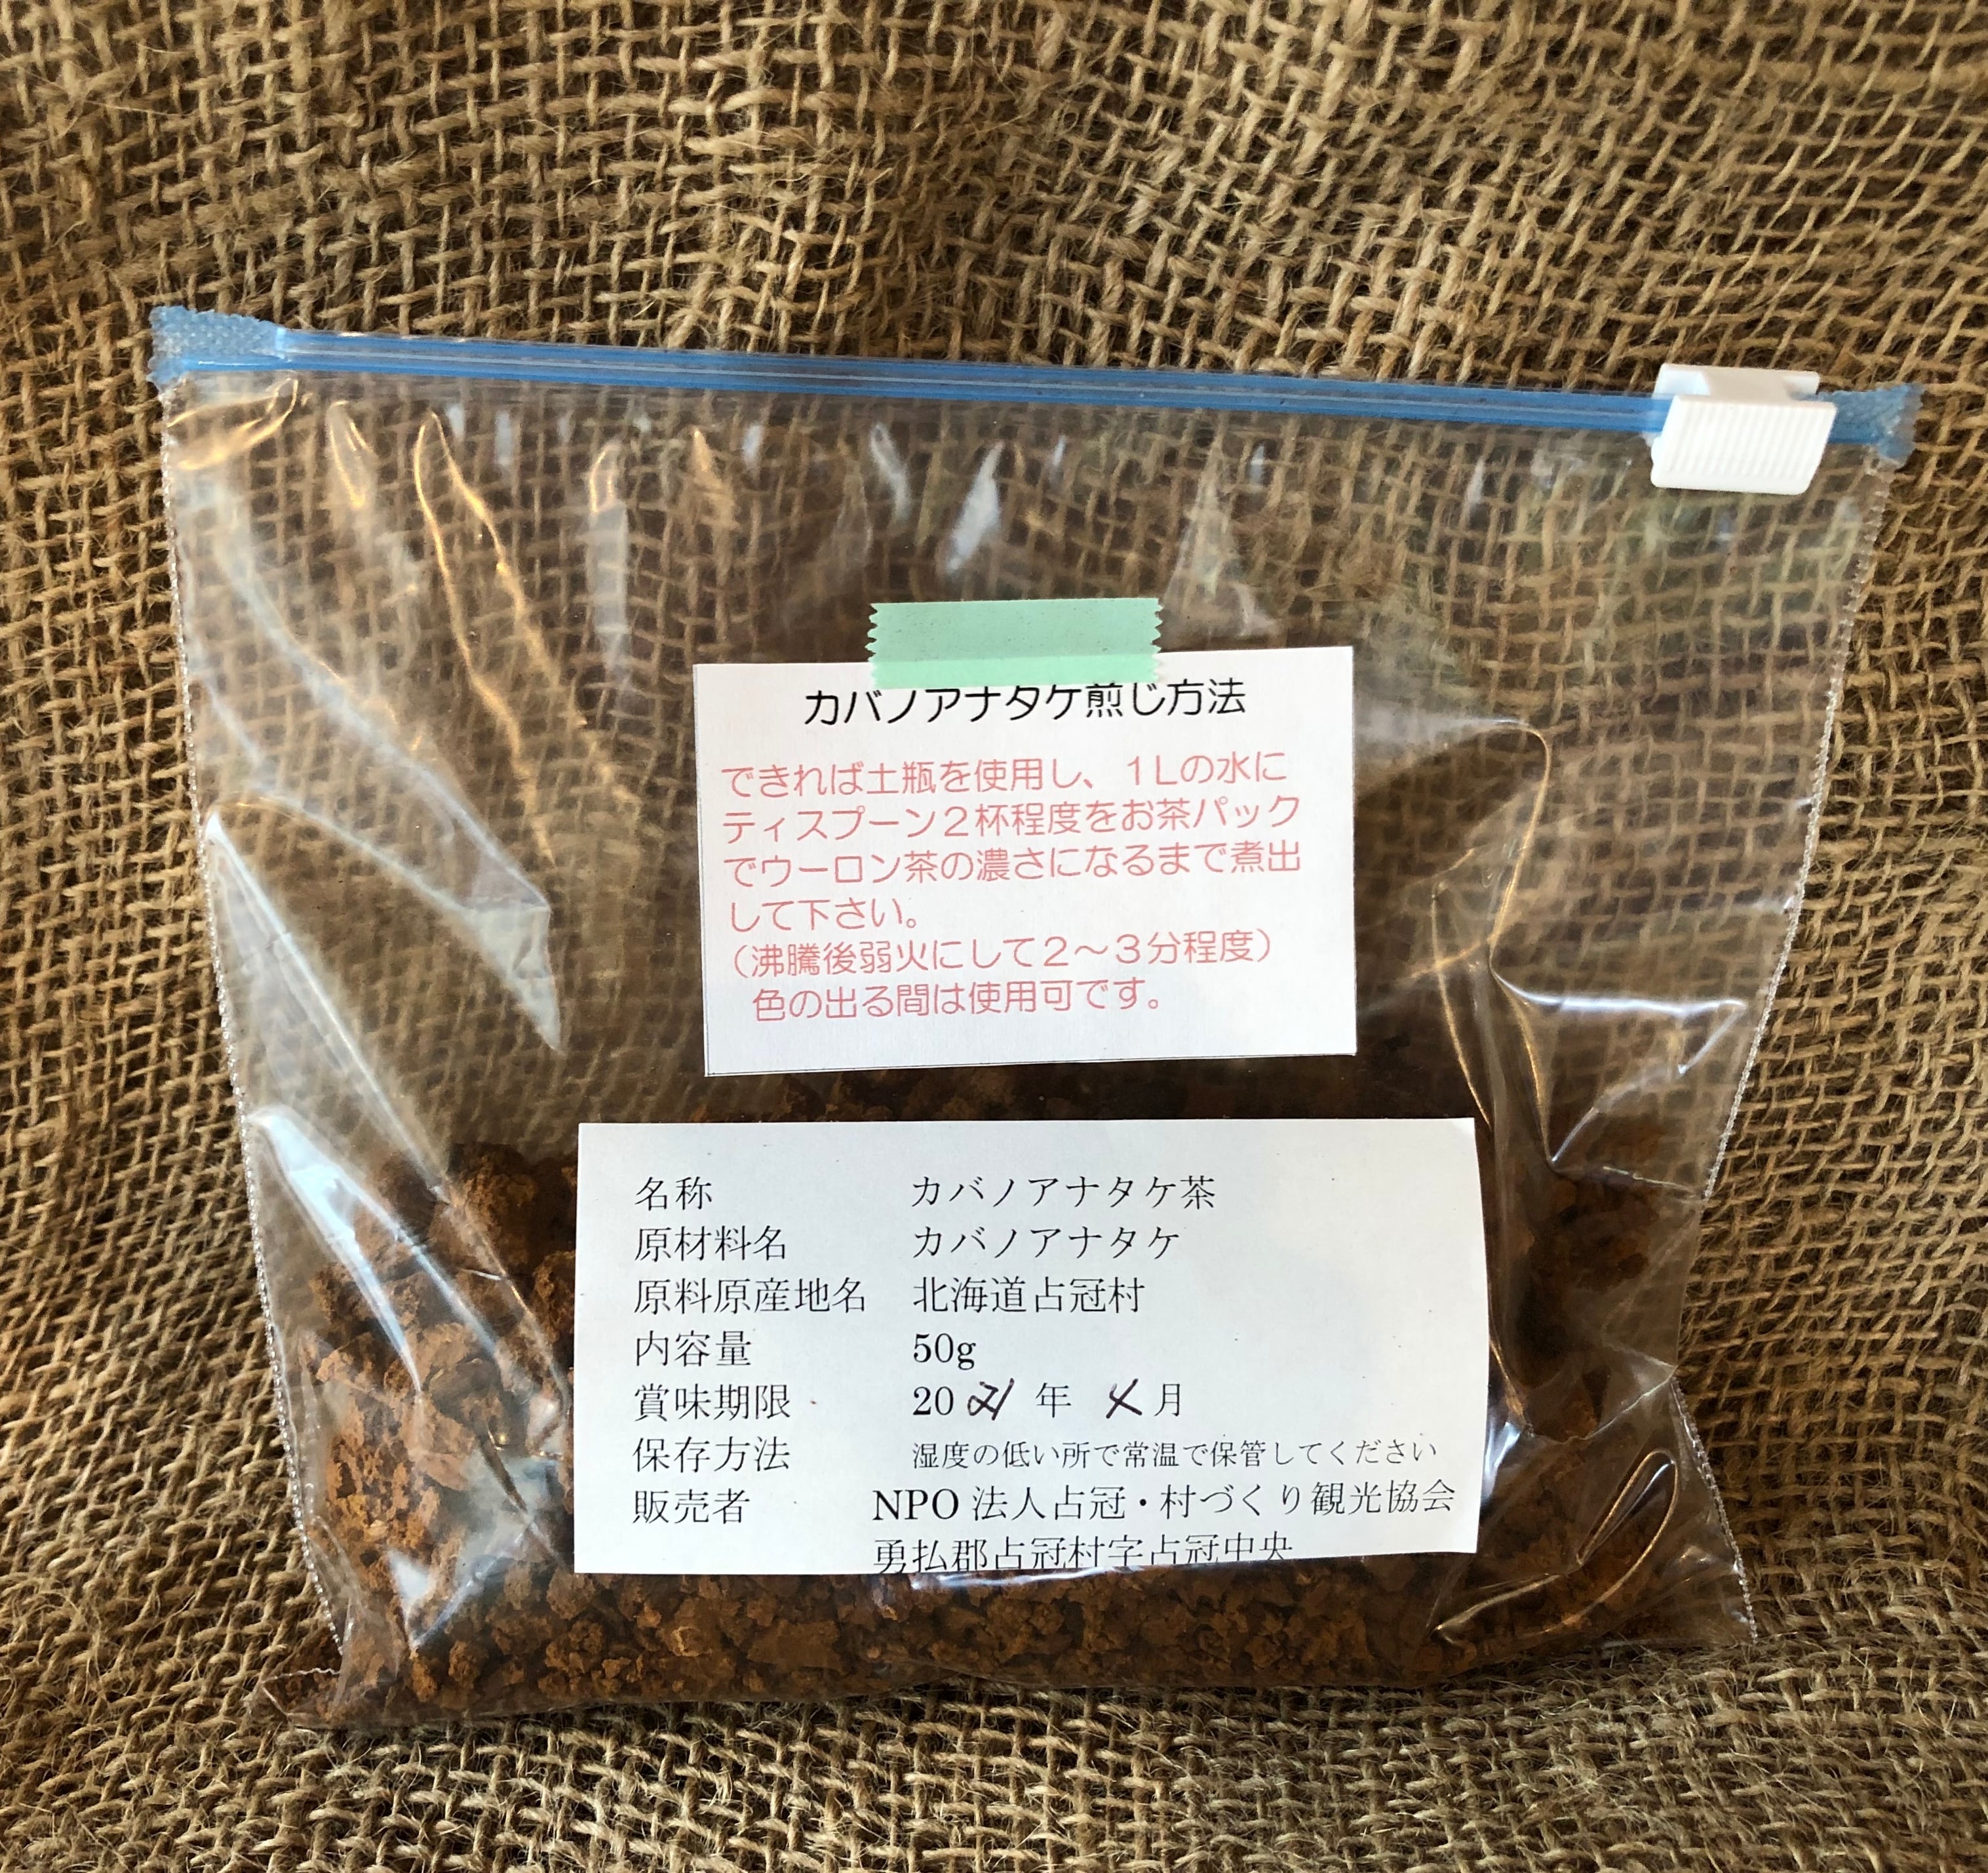 カバノアナタケ煎じ方法
できれば土瓶を使用し、1Lの水に
ティスプーン2杯程度をお茶パック
でウーロン茶の濃さになるまで煮出
して下さい。
(沸騰後弱火にして2～3分程度)
色の出る間は使用可です。
名称 カバノアナタケ茶
原材料名 カバノアナタケ
原料原産地名 北海道占冠村
内容量 50g
賞味期限 2021年 4月
保存方法 湿度の低い所で常温で保管してください
販売者 NPO法人占冠・村づくり観光協会
勇払郡占冠村字占冠中央